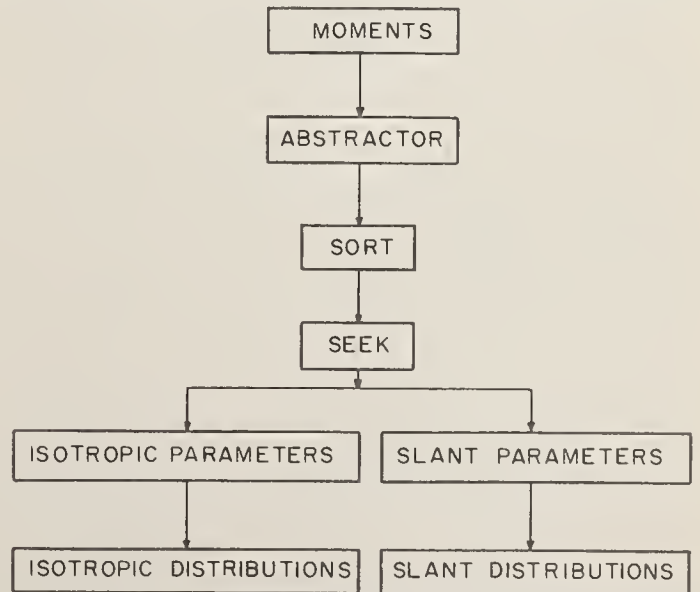 MOMENTS
ABSTRACTOR
SORT
SEEK
ISOTROPIC PARAMETERS
SLANT PARAMETERS
ISOTROPIC DISTRIBUTIONS
SLANT DISTRIBUTIONS